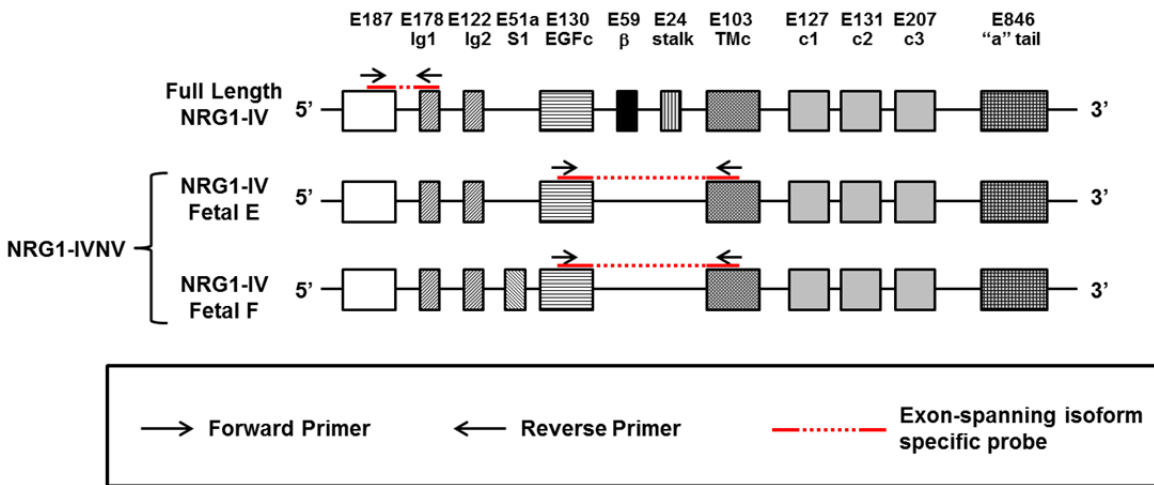 E187 E178 E122 E51a E130 E59 E24 E103 E127 E131 E207 E846
Ig1 Ig2 S1 EGFc β stalk TMc c1 c2 c3 “a” tail
Full Length
NRG1-IV
5’ 3’
NRG1-IV
Fetal E
5’ 3’
NRG1-IVNV
NRG1-IV
Fetal F
5’ 3’
Forward Primer
Reverse Primer
Exon-spanning isoform
specific probe